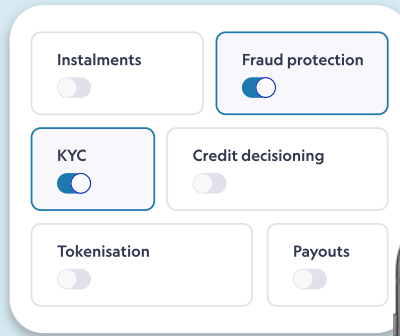 Instalments
Fraud protection
KYC
Credit decisioning
Tokenisation
Payouts